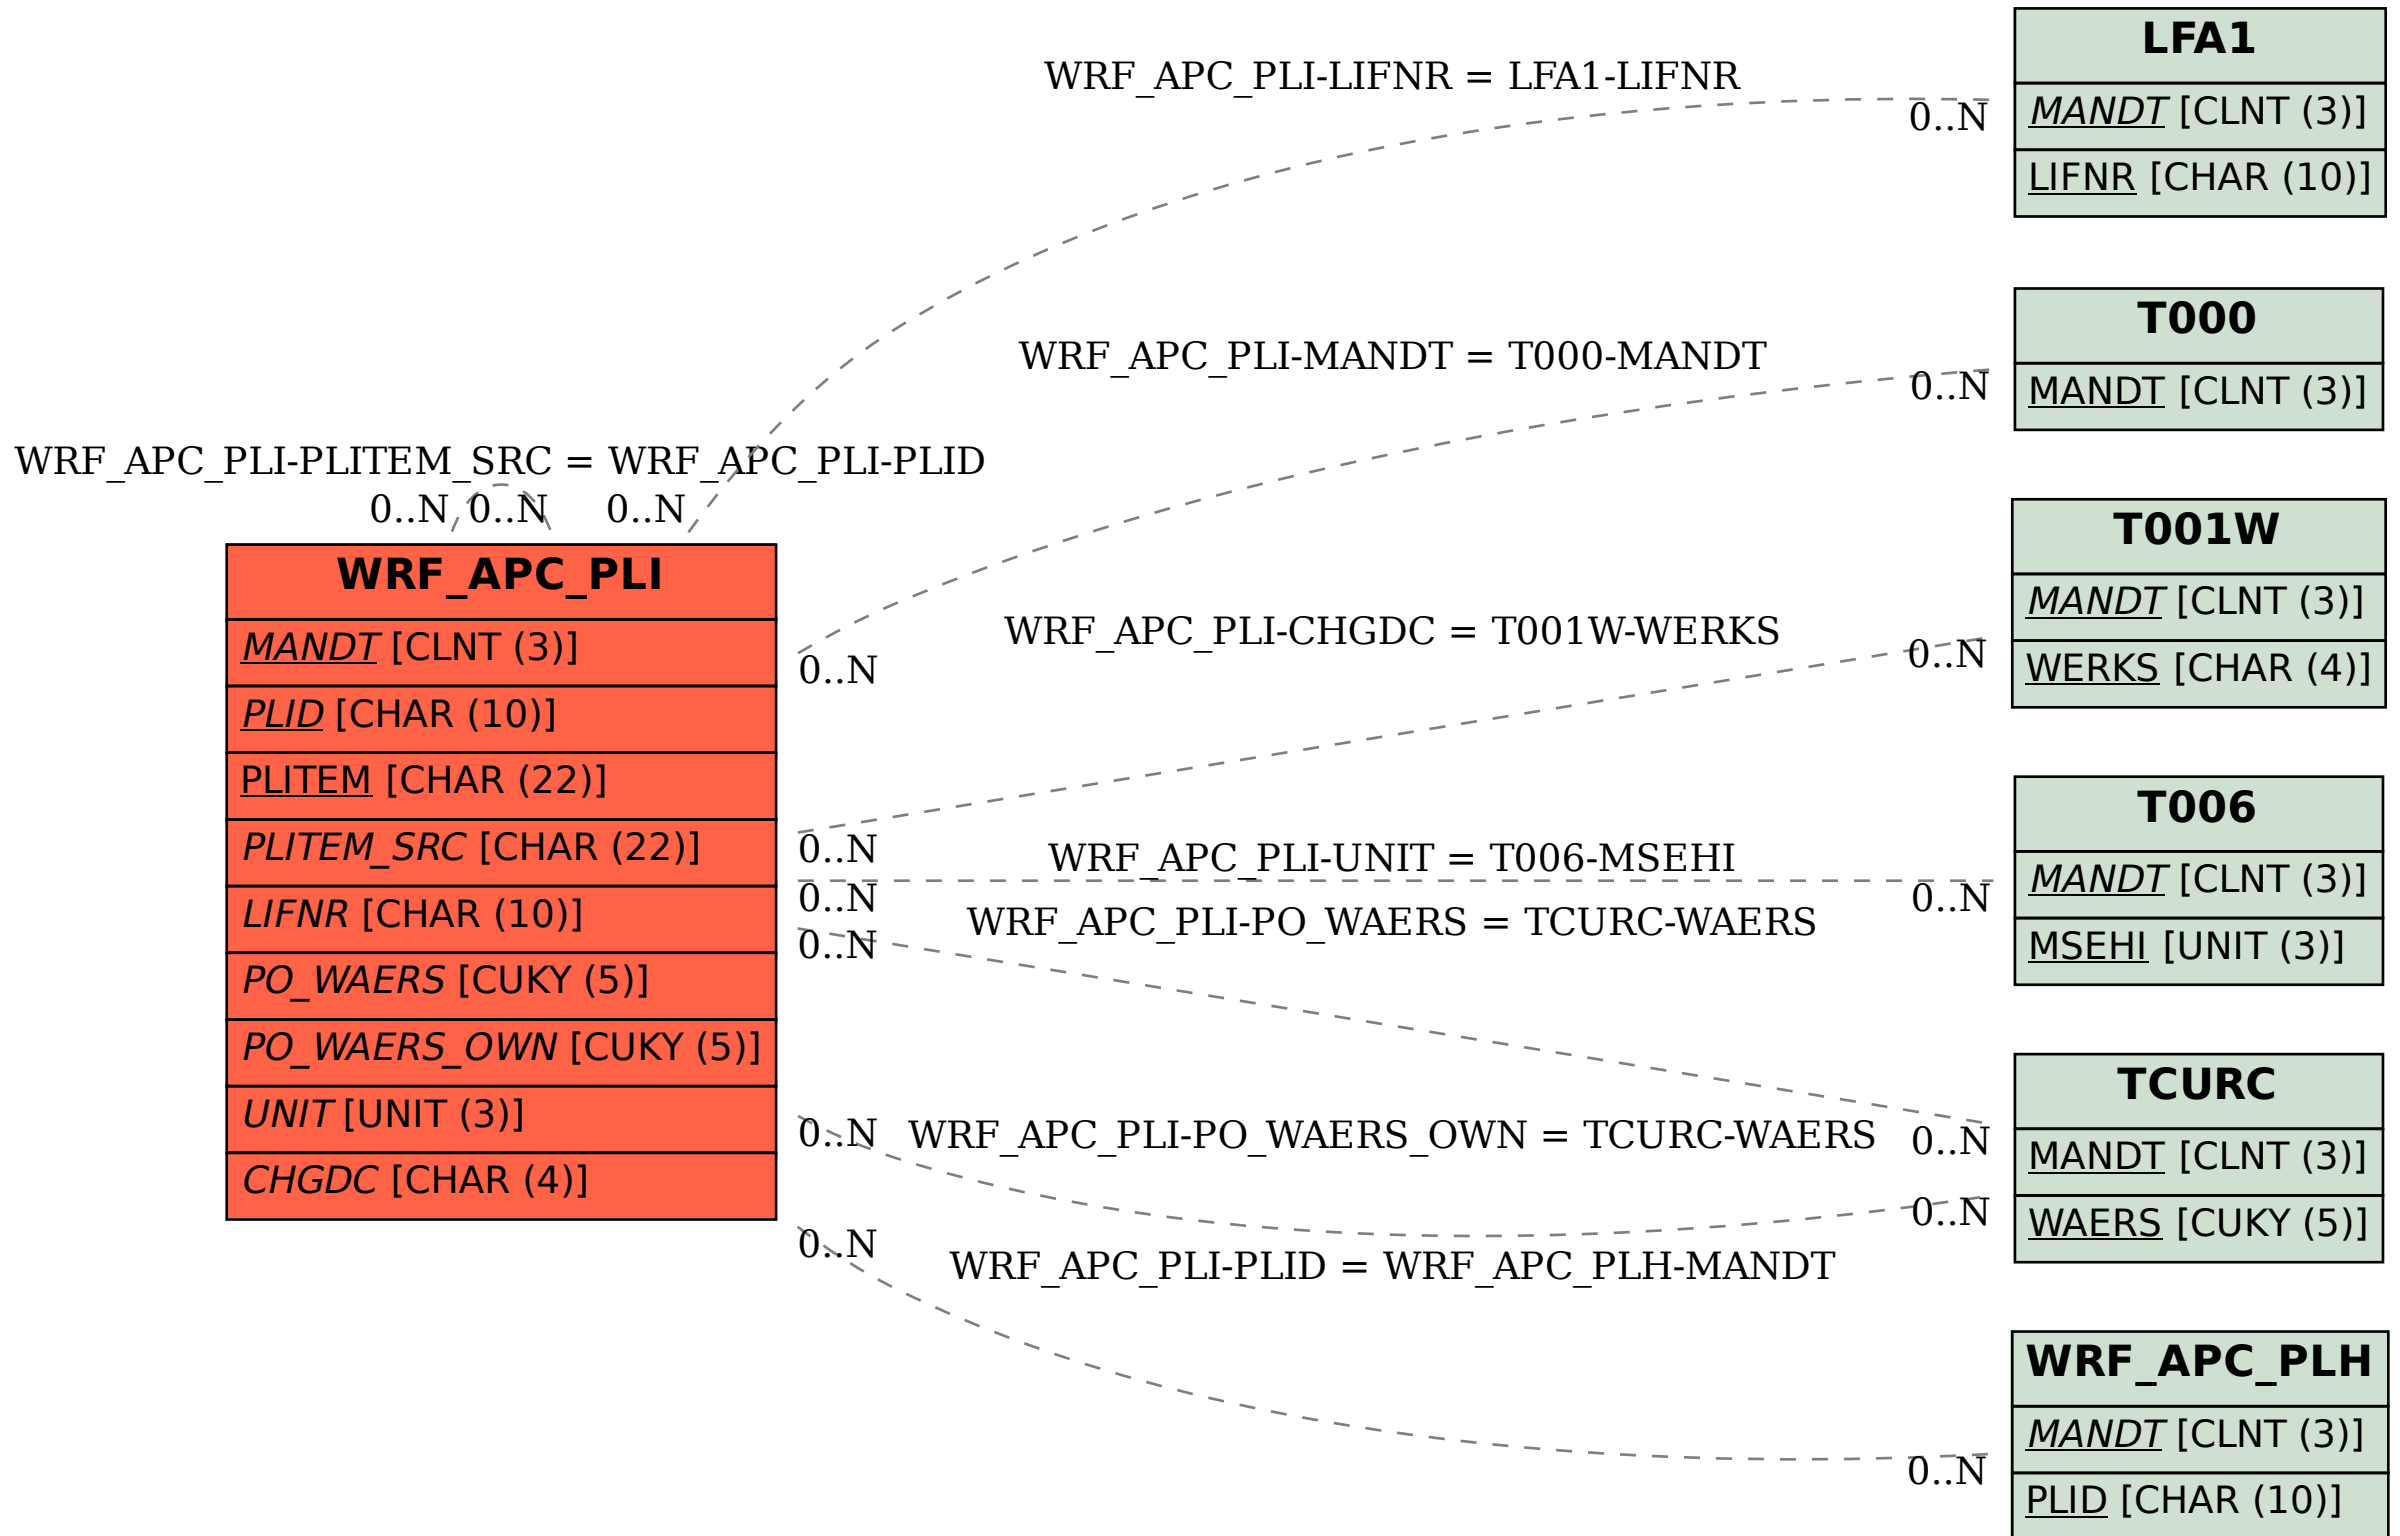 WRF_APC_PLI-PLITEM_SRC = WRF_APC_PLI-PLID
0..N 0..N 0..N
WRF_APC_PLI
MANDT [CLNT (3)]
PLID [CHAR (10)]
PLITEM [CHAR (22)]
PLITEM_SRC [CHAR (22)]
LIFNR [CHAR (10)]
PO_WAERS [CUKY (5)]
PO_WAERS_OWN [CUKY (5)]
UNIT [UNIT (3)]
CHGDC [CHAR (4)]
WRF_APC_PLI-LIFNR = LFA1-LIFNR
0..N
WRF_APC_PLI-MANDT = T000-MANDT
0..N
0..N
WRF_APC_PLI-CHGDC = T001W-WERKS
0..N
0..N
WRF_APC_PLI-UNIT = T006-MSEHI
0..N
0..N
WRF_APC_PLI-PO_WAERS = TCURC-WAERS
0..N
0..N
WRF_APC_PLI-PO_WAERS_OWN = TCURC-WAERS
0..N
0..N
WRF_APC_PLI-PLID = WRF_APC_PLH-MANDT
0..N
0..N
LFA1
MANDT [CLNT (3)]
LIFNR [CHAR (10)]
T000
MANDT [CLNT (3)]
T001W
MANDT [CLNT (3)]
WERKS [CHAR (4)]
T006
MANDT [CLNT (3)]
MSEHI [UNIT (3)]
TCURC
MANDT [CLNT (3)]
WAERS [CUKY (5)]
WRF_APC_PLH
MANDT [CLNT (3)]
PLID [CHAR (10)]